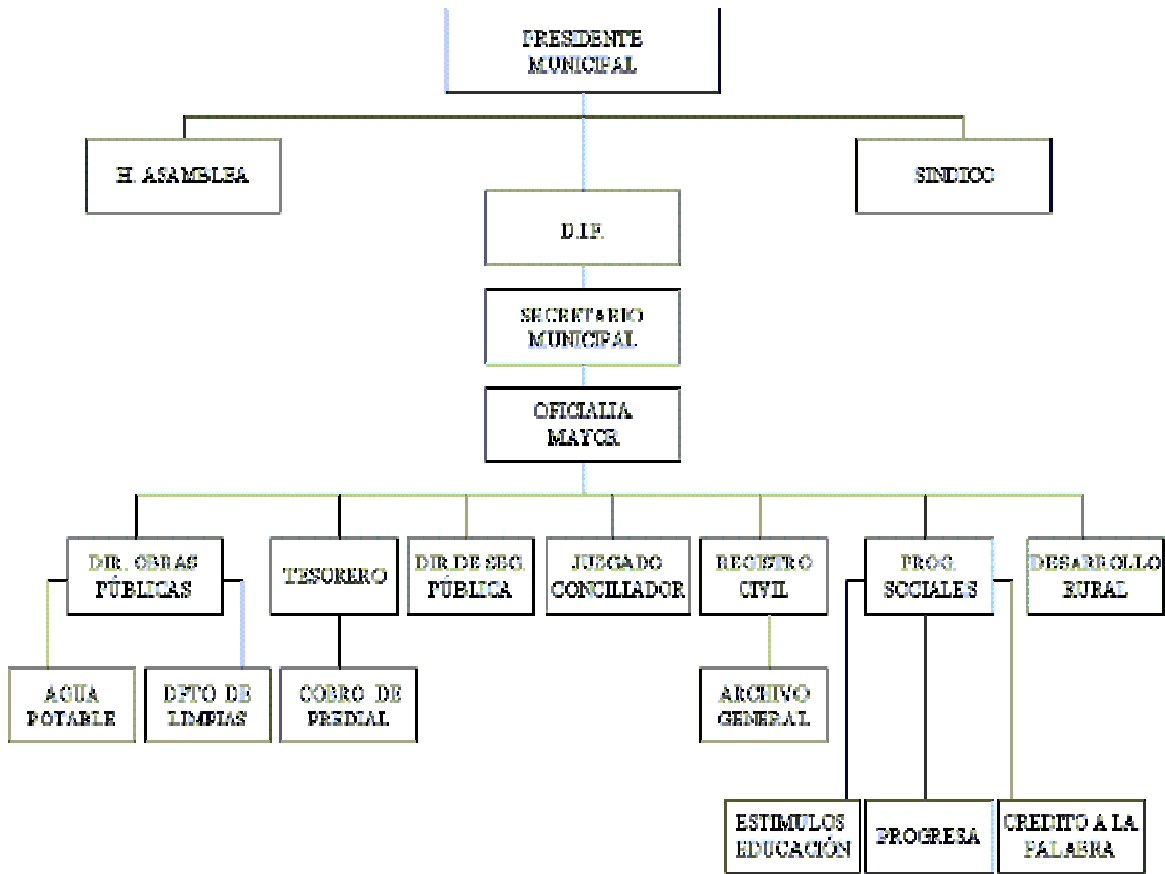 PRESIDENTE
MUNICIPAL
H. ASAMBLEA
SINDICO
D.I.F.
SECRETARIO
MUNICIPAL
OFICIALIA
MAYOR
DIR. OBRAS
PÚBLICAS
TESORERO
DIR.DE SEG.
PÚBLICA
JUZGADO
CONCILIADOR
REGISTRO
CIVIL
PROG.
SOCIALES
DESARROLLO
RURAL
AGUA
POTABLE
DPTO DE
LIMPIAS
COBRO DE
PREDIAL
ARCHIVO
GENERAL
ESTIMULOS
EDUCACIÓN
PROGRESA
CREDITO A LA
PALABRA